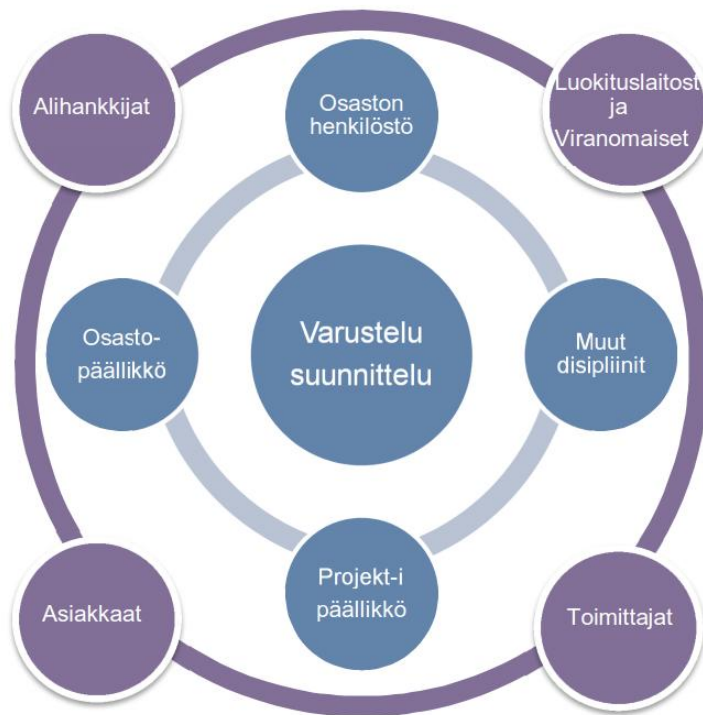 Alihankkijat
Osaston
henkilöstö
Luokituslaitost
ja
Viranomaiset
Osasto-
päällikkö
Varustelu
suunnittelu
Muut
disipliinit
Asiakkaat
Projekt-i
päällikkö
Toimittajat